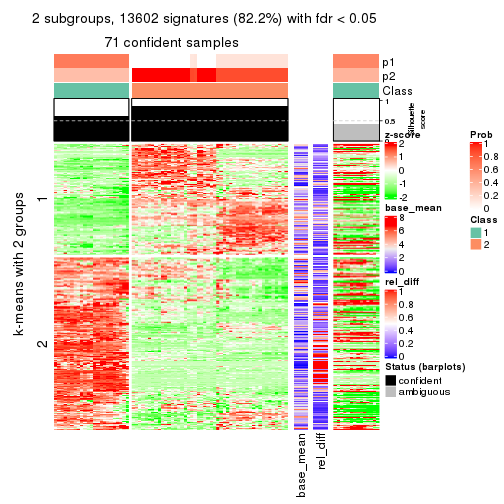 2 subgroups, 13602 signatures (82.2%) with fdr < 0.05
71 confident samples
p1
p2
Class
1
0.5
0
Silhouette
score
k-means with 2 groups
1
2
base_mean
rel_diff
z-score
2
1
0
-1
-2
base_mean
8
6
4
2
0
rel_diff
1
0.8
0.6
0.4
0.2
0
Status (barplots)
confident
ambiguous
Prob
1
0.8
0.6
0.4
0.2
0
Class
1
2